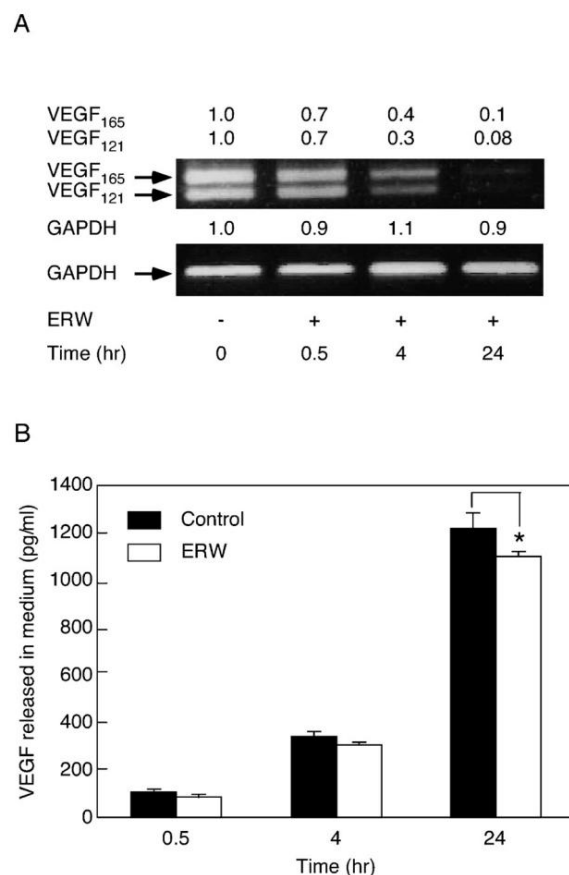 A
VEGF₁₆₅ 1.0 0.7 0.4 0.1
VEGF₁₂₁ 1.0 0.7 0.3 0.08
VEGF₁₆₅
VEGF₁₂₁
GAPDH 1.0 0.9 1.1 0.9
GAPDH
ERW - + + +
Time (hr) 0 0.5 4 24
B
VEGF released in medium (pg/ml)
1400
1200
1000
800
600
400
200
0
Control
ERW
*
0.5 4 24
Time (hr)